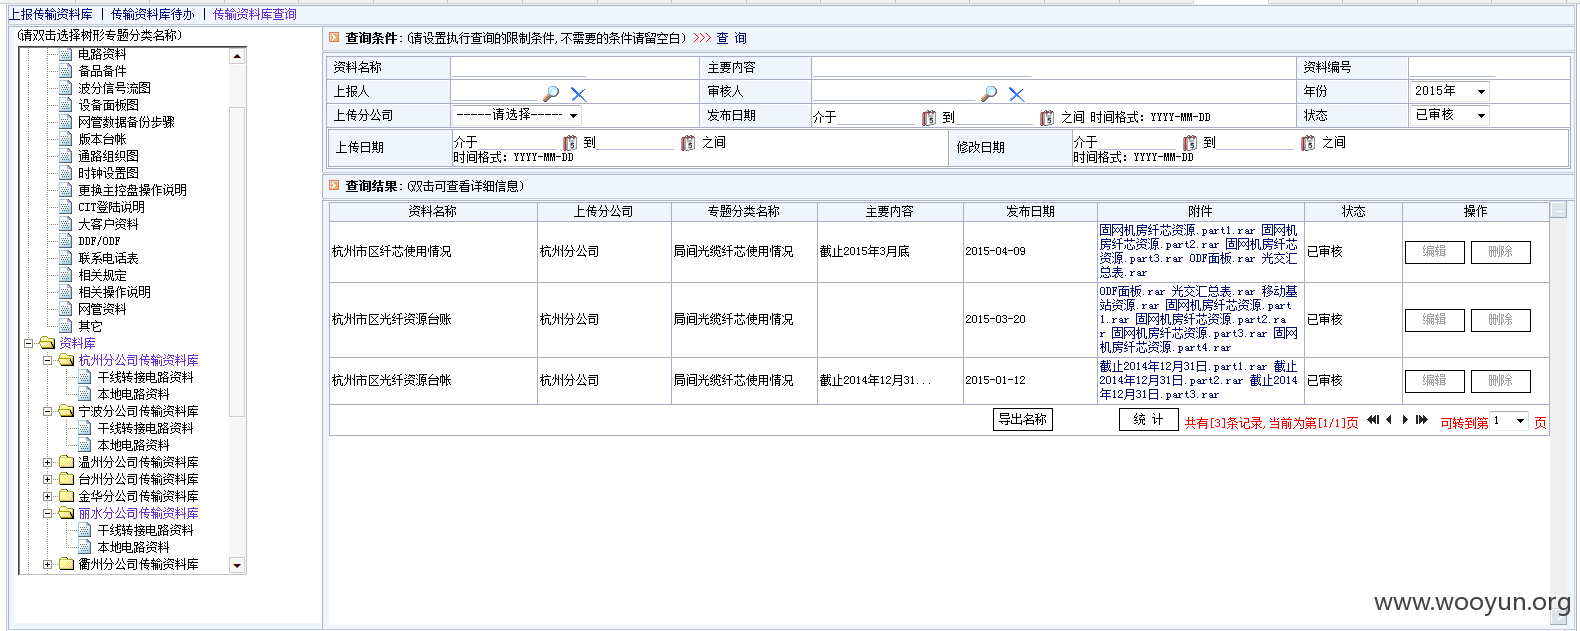 上报传输资料库 | 传输资料库待办 | 传输资料库查询
(请双击选择树形专题分类名称)
电路资料
备品备件
波分信号流图
设备面板图
网管数据备份步骤
版本台帐
通路组织图
时钟设置图
更换主控盘操作说明
CIT登陆说明
大客户资料
DDF/ODF
联系电话表
相关规定
相关操作说明
网管资料
其它
资料库
杭州分公司传输资料库
干线转接电路资料
本地电路资料
宁波分公司传输资料库
干线转接电路资料
本地电路资料
温州分公司传输资料库
台州分公司传输资料库
金华分公司传输资料库
丽水分公司传输资料库
干线转接电路资料
本地电路资料
衢州分公司传输资料库
查询条件:(请设置执行查询的限制条件,不需要的条件请留空白) >>> 查 询
资料名称 主要内容 资料编号
上报人 审核人 年份 2015年
上传分公司 -----请选择----- 发布日期 介于 到 之间 时间格式: YYYY-MM-DD 状态 已审核
上传日期 介于 到 之间 修改日期 介于 到 之间
时间格式: YYYY-MM-DD 时间格式: YYYY-MM-DD
查询结果:(双击可查看详细信息)
资料名称 上传分公司 专题分类名称 主要内容 发布日期 附件 状态 操作
杭州市区纤芯使用情况 杭州分公司 局间光缆纤芯使用情况 截止2015年3月底 2015-04-09
固网机房纤芯资源.part1.rar 固网机
房纤芯资源.part2.rar 固网机房纤芯
资源.part3.rar ODF面板.rar 光交汇
总表.rar
已审核 编辑 删除
杭州市区光纤资源台账 杭州分公司 局间光缆纤芯使用情况 2015-03-20
ODF面板.rar 光交汇总表.rar 移动基
站资源.rar 固网机房纤芯资源.part
1.rar 固网机房纤芯资源.part2.ra
r 固网机房纤芯资源.part3.rar 固网
机房纤芯资源.part4.rar
已审核 编辑 删除
杭州市区光纤资源台帐 杭州分公司 局间光缆纤芯使用情况 截止2014年12月31... 2015-01-12
截止2014年12月31日.part1.rar 截止
2014年12月31日.part2.rar 截止2014
年12月31日.part3.rar
已审核 编辑 删除
导出名称 统 计 共有[3]条记录,当前为第[1/1]页 可转到第 1 页
www.wooyun.org